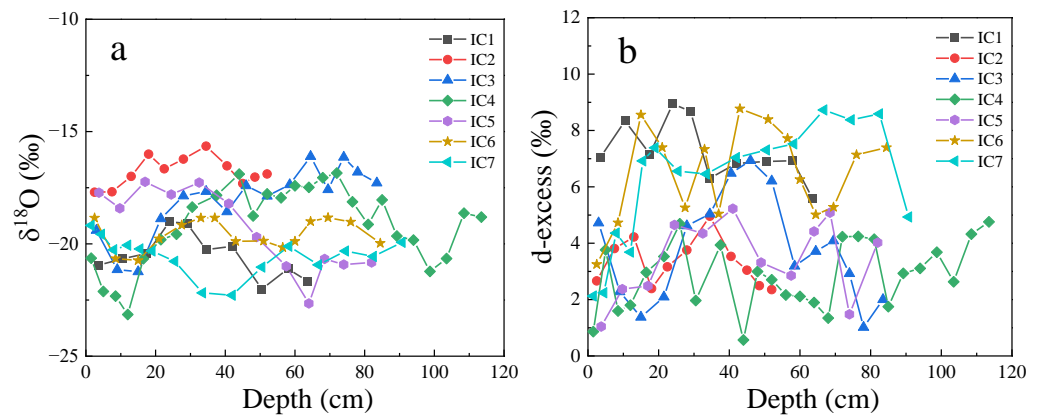 a
IC1
IC2
IC3
IC4
IC5
IC6
IC7
−10
−15
−20
−25
0 20 40 60 80 100 120
δ¹⁸O (‰)
Depth (cm)
b
IC1
IC2
IC3
IC4
IC5
IC6
IC7
12
10
8
6
4
2
0
0 20 40 60 80 100 120
d-excess (‰)
Depth (cm)